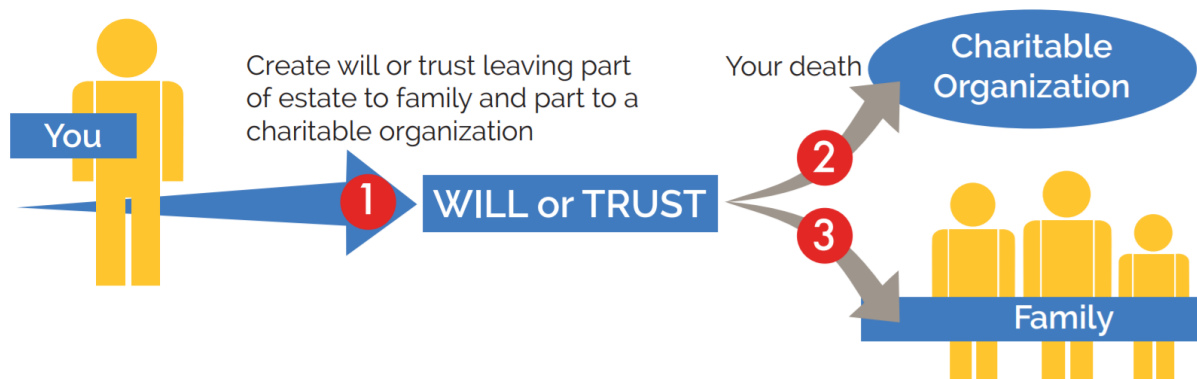 You
Create will or trust leaving part
of estate to family and part to a
charitable organization
1
WILL or TRUST
Your death
2
3
Charitable
Organization
Family